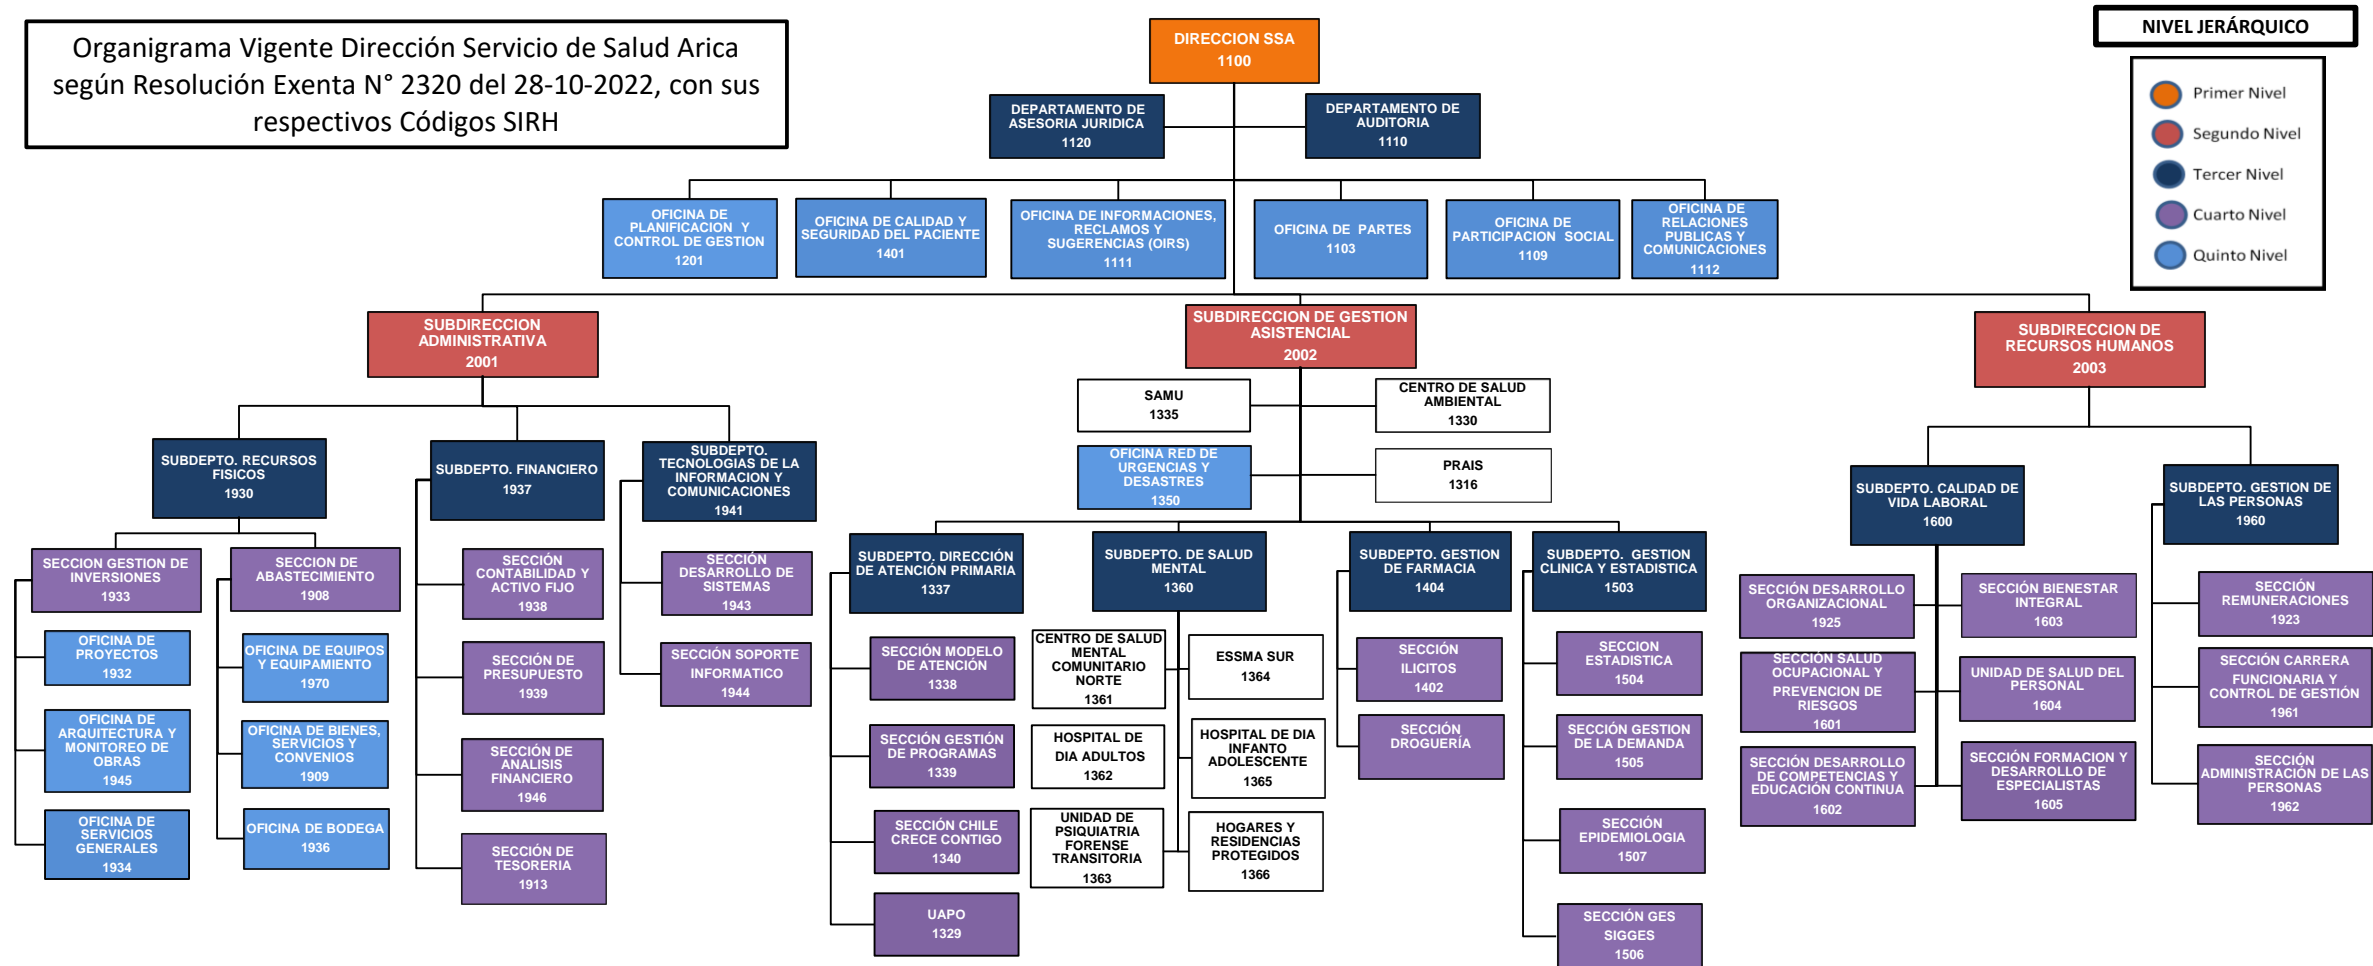 Organigrama Vigente Dirección Servicio de Salud Arica
según Resolución Exenta N° 2320 del 28-10-2022, con sus
respectivos Códigos SIRH
NIVEL JERÁRQUICO
Primer Nivel
Segundo Nivel
Tercer Nivel
Cuarto Nivel
Quinto Nivel
DIRECCION SSA
1100
DEPARTAMENTO DE
ASESORIA JURIDICA
1120
DEPARTAMENTO DE
AUDITORIA
1110
OFICINA DE
PLANIFICACION Y
CONTROL DE GESTION
1201
OFICINA DE CALIDAD Y
SEGURIDAD DEL PACIENTE
1401
OFICINA DE INFORMACIONES,
RECLAMOS Y
SUGERENCIAS (OIRS)
1111
OFICINA DE PARTES
1103
OFICINA DE
PARTICIPACION SOCIAL
1109
OFICINA DE
RELACIONES
PUBLICAS Y
COMUNICACIONES
1112
SUBDIRECCION
ADMINISTRATIVA
2001
SUBDIRECCION DE GESTION
ASISTENCIAL
2002
SUBDIRECCION DE
RECURSOS HUMANOS
2003
SAMU
1335
CENTRO DE SALUD
AMBIENTAL
1330
OFICINA RED DE
URGENCIAS Y
DESASTRES
1350
PRAIS
1316
SUBDEPTO. RECURSOS
FISICOS
1930
SUBDEPTO. FINANCIERO
1937
SUBDEPTO.
TECNOLOGIAS DE LA
INFORMACION Y
COMUNICACIONES
1941
SECCION GESTION DE
INVERSIONES
1933
OFICINA DE
PROYECTOS
1932
OFICINA DE
ARQUITECTURA Y
MONITOREO DE
OBRAS
1945
OFICINA DE
SERVICIOS
GENERALES
1934
SECCION DE
ABASTECIMIENTO
1908
OFICINA DE EQUIPOS
Y EQUIPAMIENTO
1970
OFICINA DE BIENES,
SERVICIOS Y
CONVENIOS
1909
OFICINA DE BODEGA
1936
SECCIÓN
CONTABILIDAD Y
ACTIVO FIJO
1938
SECCIÓN DE
PRESUPUESTO
1939
SECCIÓN DE
ANALISIS
FINANCIERO
1946
SECCIÓN DE
TESORERIA
1913
SECCIÓN
DESARROLLO DE
SISTEMAS
1943
SECCIÓN SOPORTE
INFORMATICO
1944
SUBDEPTO. DIRECCIÓN
DE ATENCIÓN PRIMARIA
1337
SECCIÓN MODELO
DE ATENCIÓN
1338
SECCIÓN GESTIÓN
DE PROGRAMAS
1339
SECCIÓN CHILE
CRECE CONTIGO
1340
UAPO
1329
SUBDEPTO. DE SALUD
MENTAL
1360
CENTRO DE SALUD
MENTAL
COMUNITARIO
NORTE
1361
ESSMA SUR
1364
HOSPITAL DE
DIA ADULTOS
1362
HOSPITAL DE DIA
INFANTO
ADOLESCENTE
1365
UNIDAD DE
PSIQUIATRIA
FORENSE
TRANSITORIA
1363
HOGARES Y
RESIDENCIAS
PROTEGIDOS
1366
SUBDEPTO. GESTION
DE FARMACIA
1404
SECCIÓN
ILICITOS
1402
SECCIÓN
DROGUERÍA
SUBDEPTO. GESTION
CLINICA Y ESTADISTICA
1503
SECCION
ESTADISTICA
1504
SECCIÓN GESTION
DE LA DEMANDA
1505
SECCIÓN
EPIDEMIOLOGIA
1507
SECCIÓN GES
SIGGES
1506
SUBDEPTO. CALIDAD DE
VIDA LABORAL
1600
SECCIÓN DESARROLLO
ORGANIZACIONAL
1925
SECCIÓN BIENESTAR
INTEGRAL
1603
SECCIÓN SALUD
OCUPACIONAL Y
PREVENCION DE
RIESGOS
1601
UNIDAD DE SALUD DEL
PERSONAL
1604
SECCIÓN DESARROLLO
DE COMPETENCIAS Y
EDUCACIÓN CONTINUA
1602
SECCIÓN FORMACION Y
DESARROLLO DE
ESPECIALISTAS
1605
SUBDEPTO. GESTION DE
LAS PERSONAS
1960
SECCIÓN
REMUNERACIONES
1923
SECCIÓN CARRERA
FUNCIONARIA Y
CONTROL DE GESTIÓN
1961
SECCIÓN
ADMINISTRACIÓN DE LAS
PERSONAS
1962